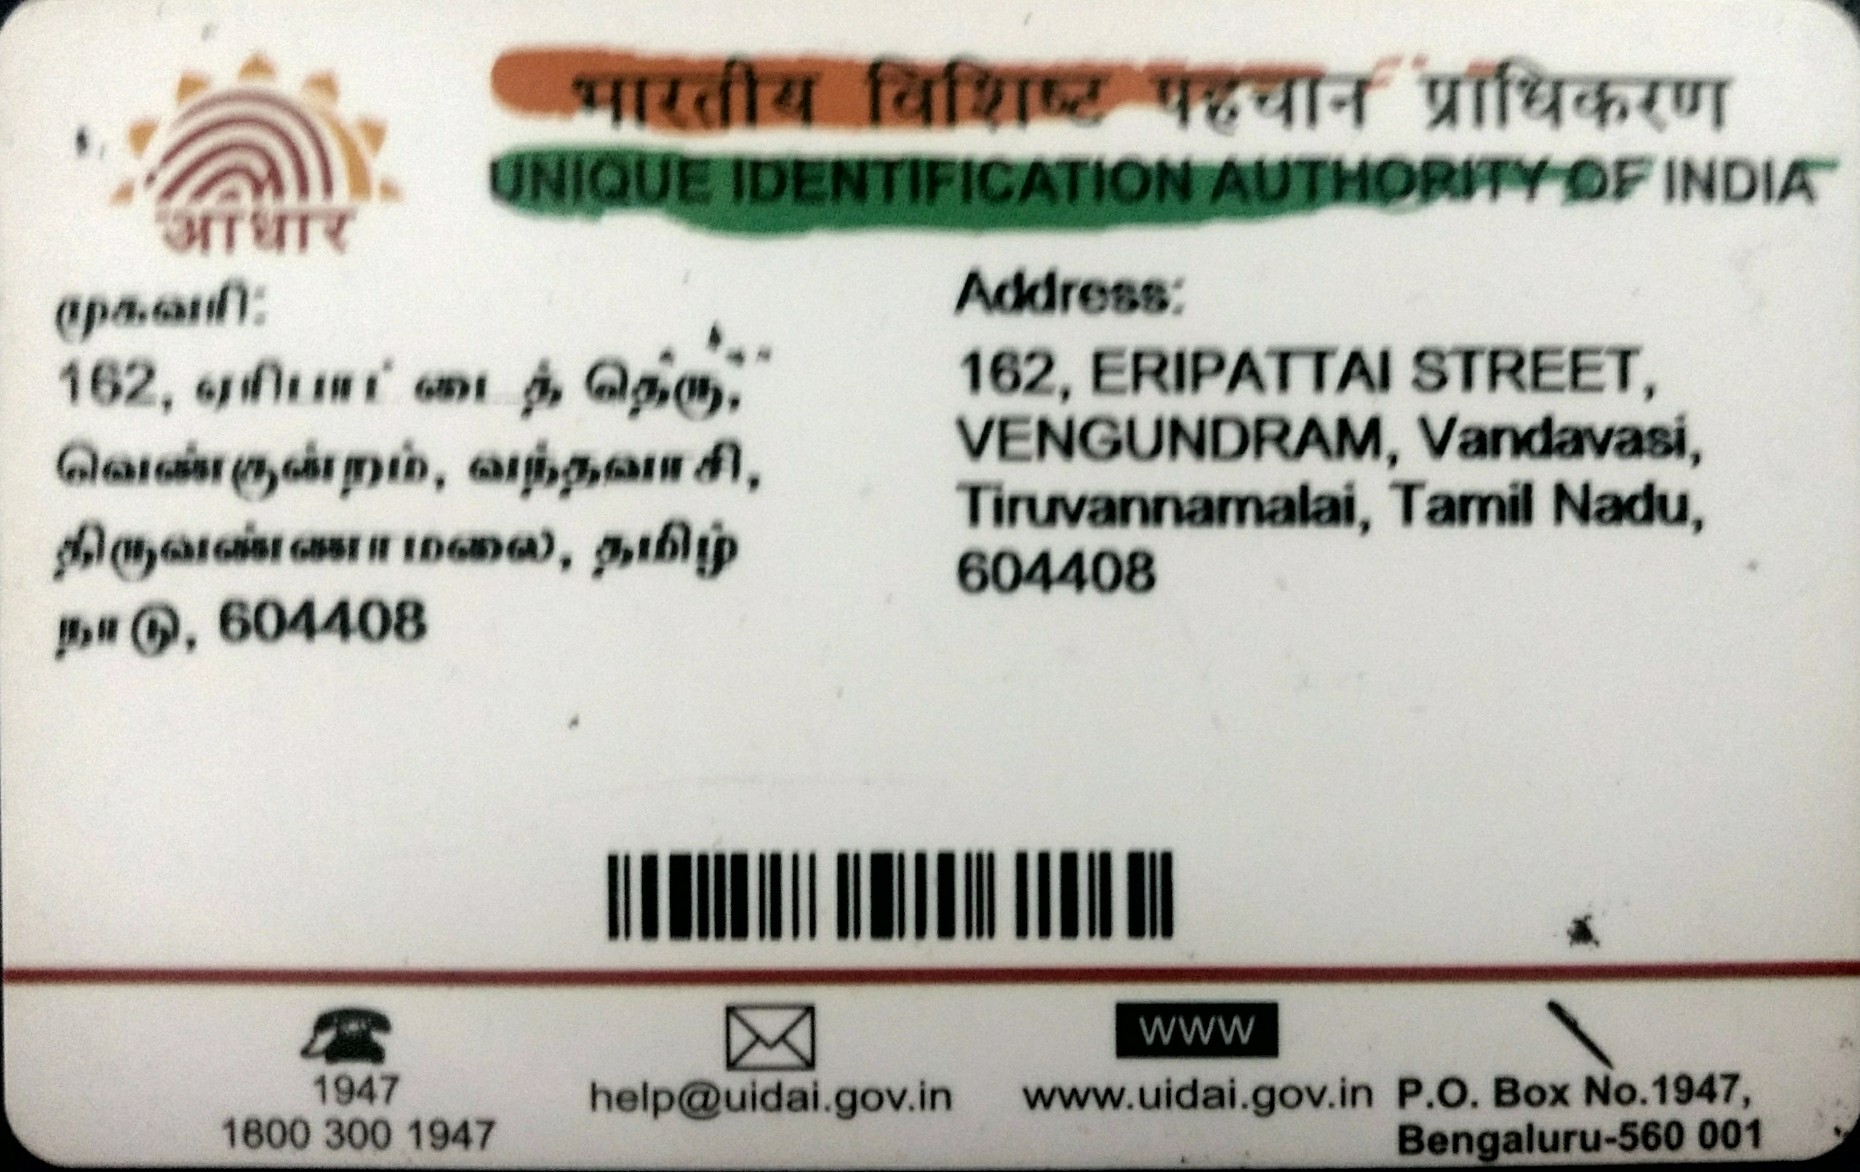 आधार
भारतीय विशिष्ट पहचान प्राधिकरण
UNIQUE IDENTIFICATION AUTHORITY OF INDIA
முகவரி:
162, ஏரிபாட்டைத் தெரு,
வெண்குன்றம், வந்தவாசி,
திருவண்ணாமலை, தமிழ்
நாடு, 604408
Address:
162, ERIPATTAI STREET,
VENGUNDRAM, Vandavasi,
Tiruvannamalai, Tamil Nadu,
604408
1947
1800 300 1947
help@uidai.gov.in
WWW
www.uidai.gov.in
P.O. Box No.1947,
Bengaluru-560 001